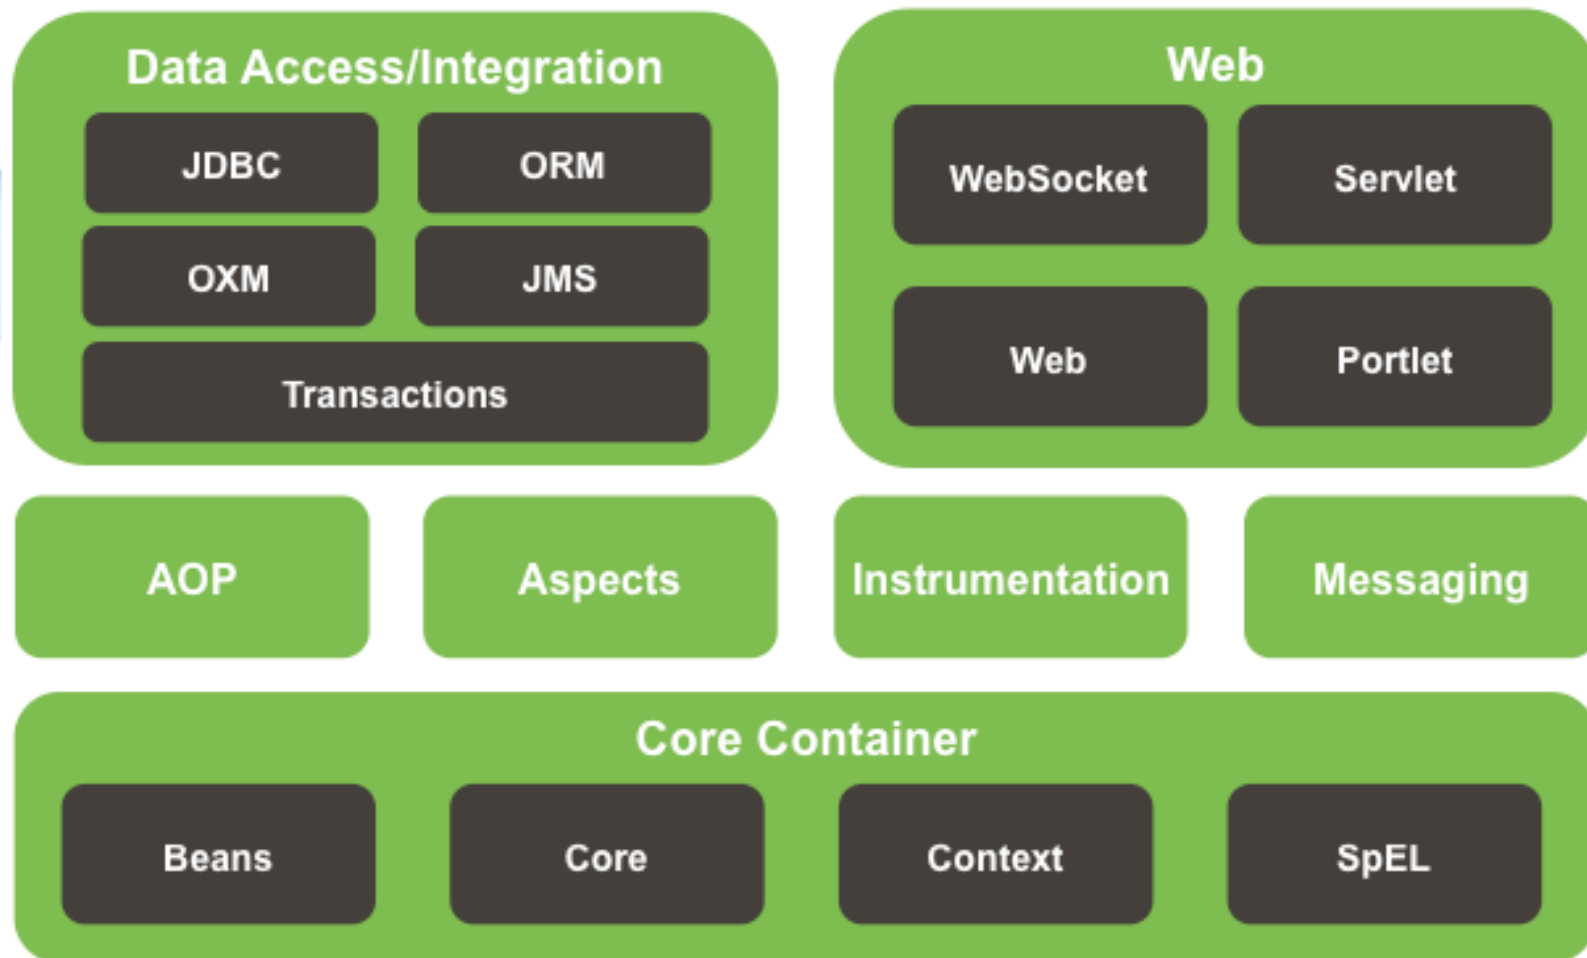 Data Access/Integration
JDBC
ORM
OXM
JMS
Transactions
Web
WebSocket
Servlet
Web
Portlet
AOP
Aspects
Instrumentation
Messaging
Core Container
Beans
Core
Context
SpEL